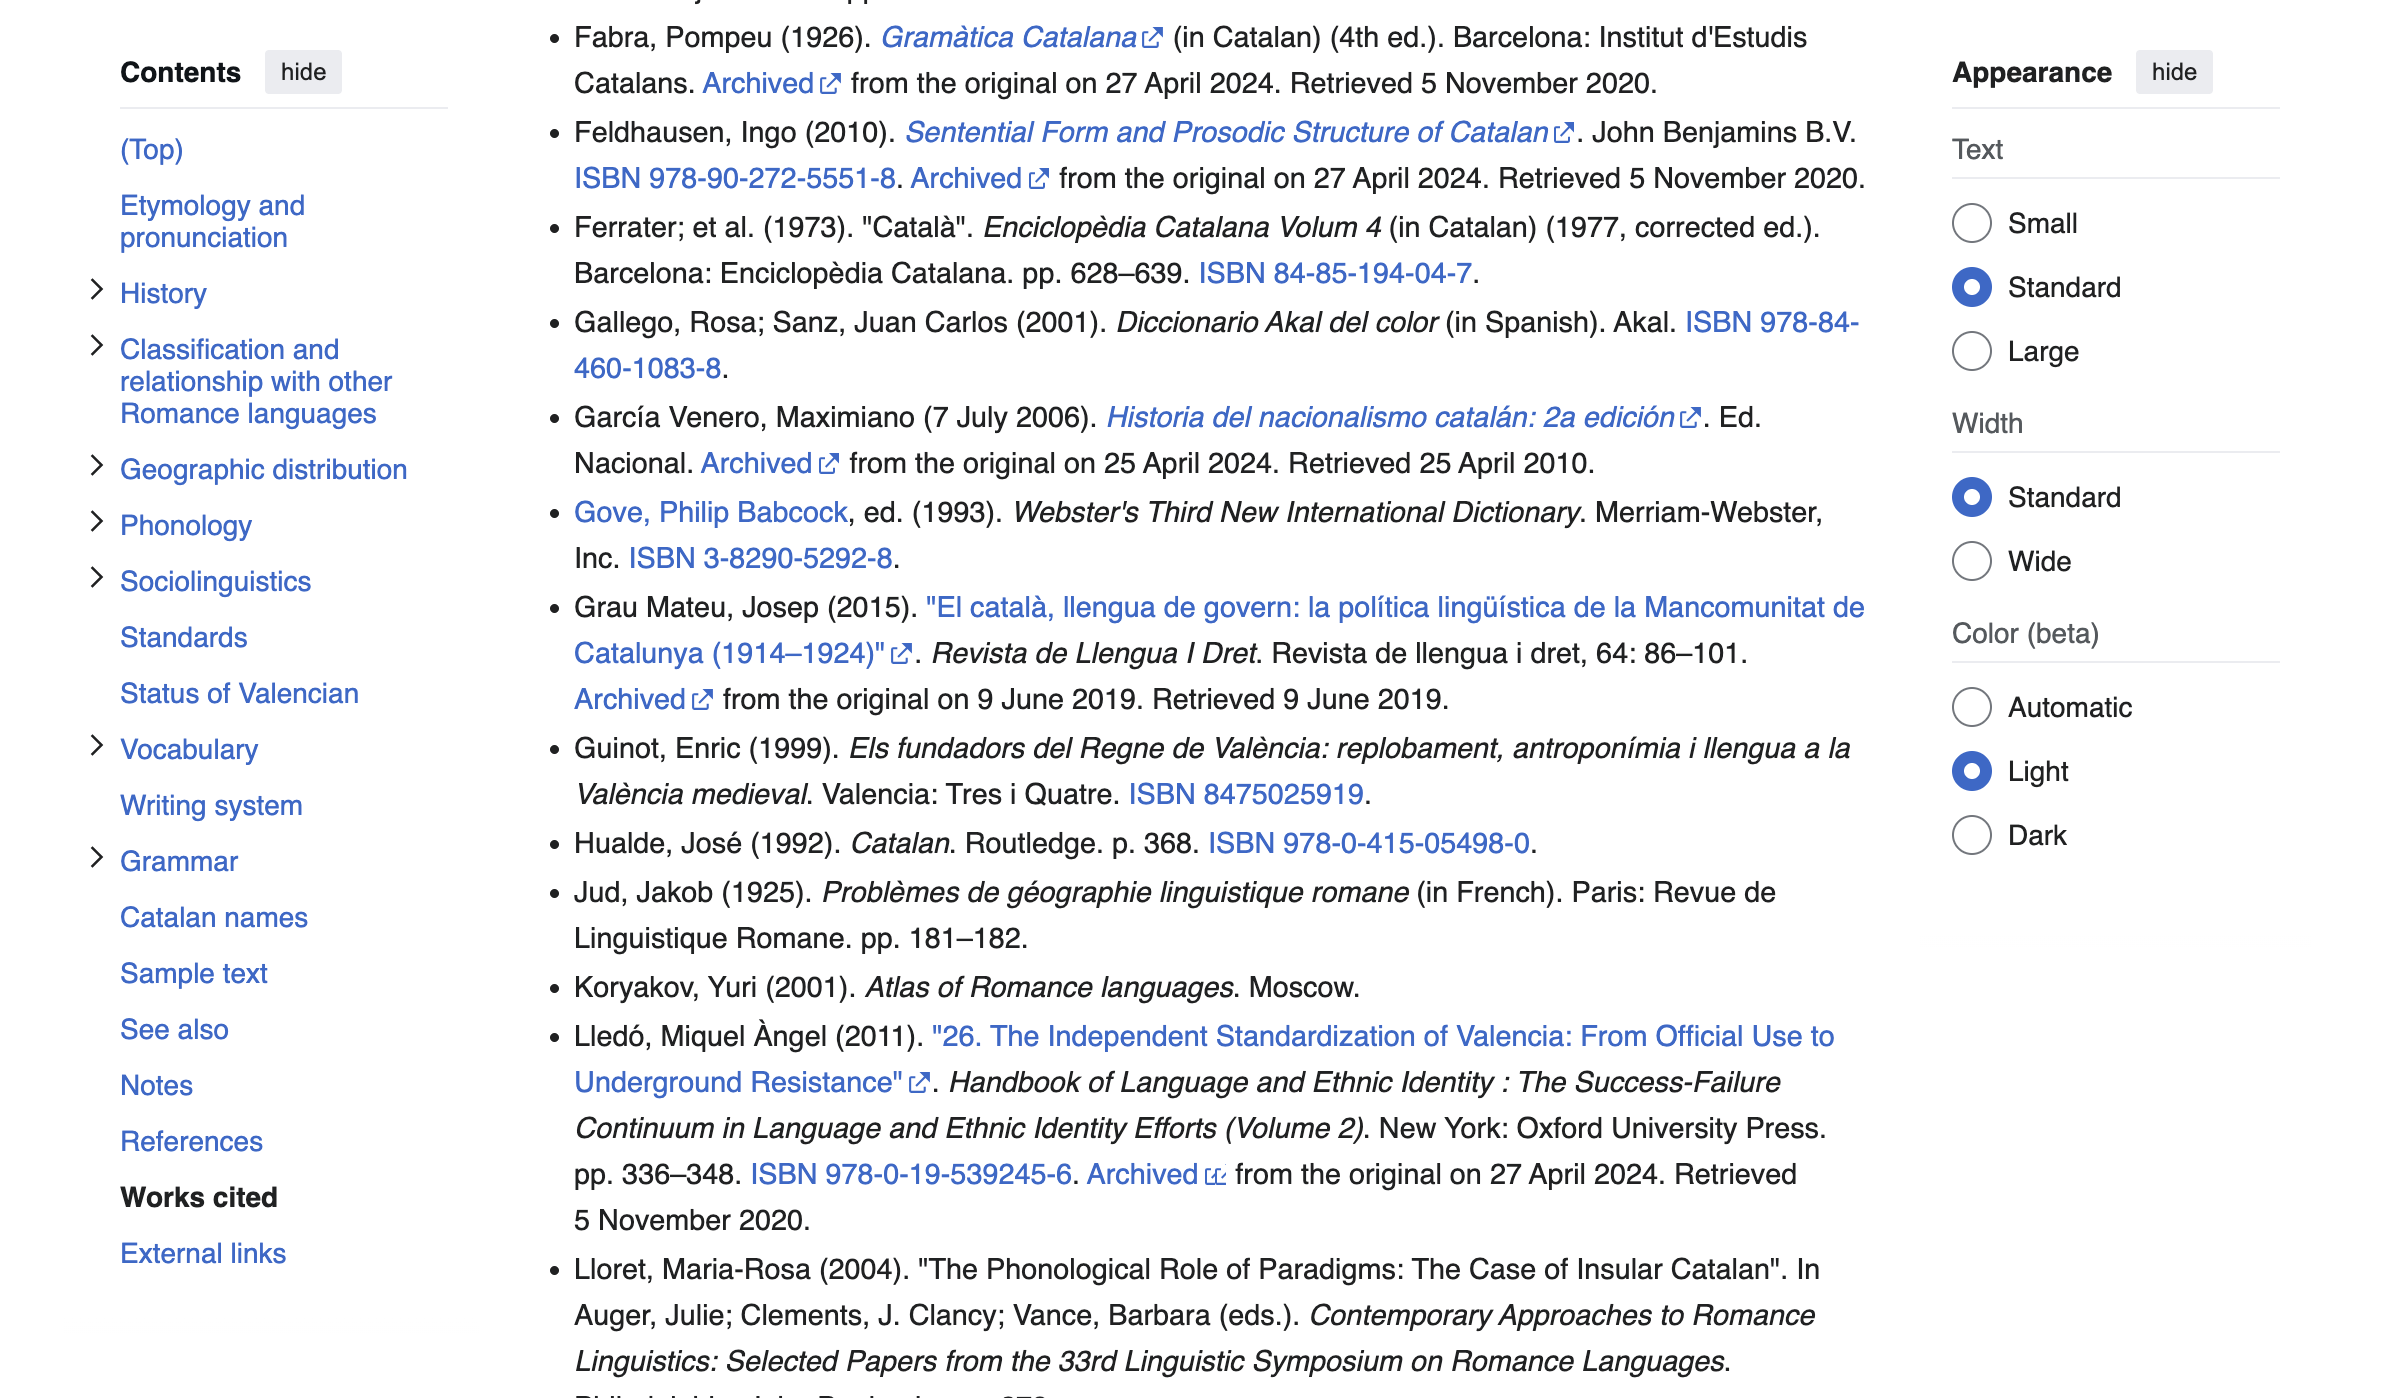 Contents hide
(Top)
Etymology and
pronunciation
History
Classification and
relationship with other
Romance languages
Geographic distribution
Phonology
Sociolinguistics
Standards
Status of Valencian
Vocabulary
Writing system
Grammar
Catalan names
Sample text
See also
Notes
References
Works cited
External links
Fabra, Pompeu (1926). Gramàtica Catalana (in Catalan) (4th ed.). Barcelona: Institut d'Estudis
Catalans. Archived from the original on 27 April 2024. Retrieved 5 November 2020.
Feldhausen, Ingo (2010). Sentential Form and Prosodic Structure of Catalan. John Benjamins B.V.
ISBN 978-90-272-5551-8. Archived from the original on 27 April 2024. Retrieved 5 November 2020.
Ferrater; et al. (1973). "Català". Enciclopèdia Catalana Volum 4 (in Catalan) (1977, corrected ed.).
Barcelona: Enciclopèdia Catalana. pp. 628–639. ISBN 84-85-194-04-7.
Gallego, Rosa; Sanz, Juan Carlos (2001). Diccionario Akal del color (in Spanish). Akal. ISBN 978-84-
460-1083-8.
García Venero, Maximiano (7 July 2006). Historia del nacionalismo catalán: 2a edición. Ed.
Nacional. Archived from the original on 25 April 2024. Retrieved 25 April 2010.
Gove, Philip Babcock, ed. (1993). Webster's Third New International Dictionary. Merriam-Webster,
Inc. ISBN 3-8290-5292-8.
Grau Mateu, Josep (2015). "El català, llengua de govern: la política lingüística de la Mancomunitat de
Catalunya (1914–1924)". Revista de Llengua I Dret. Revista de llengua i dret, 64: 86–101.
Archived from the original on 9 June 2019. Retrieved 9 June 2019.
Guinot, Enric (1999). Els fundadors del Regne de València: replobament, antroponímia i llengua a la
València medieval. Valencia: Tres i Quatre. ISBN 8475025919.
Hualde, José (1992). Catalan. Routledge. p. 368. ISBN 978-0-415-05498-0.
Jud, Jakob (1925). Problèmes de géographie linguistique romane (in French). Paris: Revue de
Linguistique Romane. pp. 181–182.
Koryakov, Yuri (2001). Atlas of Romance languages. Moscow.
Lledó, Miquel Àngel (2011). "26. The Independent Standardization of Valencia: From Official Use to
Underground Resistance". Handbook of Language and Ethnic Identity : The Success-Failure
Continuum in Language and Ethnic Identity Efforts (Volume 2). New York: Oxford University Press.
pp. 336–348. ISBN 978-0-19-539245-6. Archived from the original on 27 April 2024. Retrieved
5 November 2020.
Lloret, Maria-Rosa (2004). "The Phonological Role of Paradigms: The Case of Insular Catalan". In
Auger, Julie; Clements, J. Clancy; Vance, Barbara (eds.). Contemporary Approaches to Romance
Linguistics: Selected Papers from the 33rd Linguistic Symposium on Romance Languages.
Appearance hide
Text
Small
Standard
Large
Width
Standard
Wide
Color (beta)
Automatic
Light
Dark